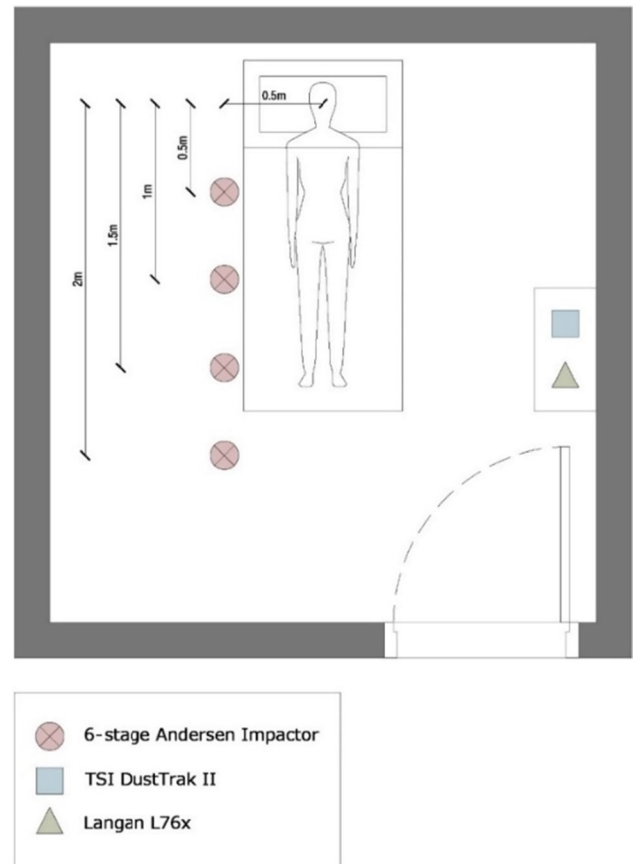 0.5m
0.5m
1m
1.5m
2m
6-stage Andersen Impactor
TSI DustTrak II
Langan L76x